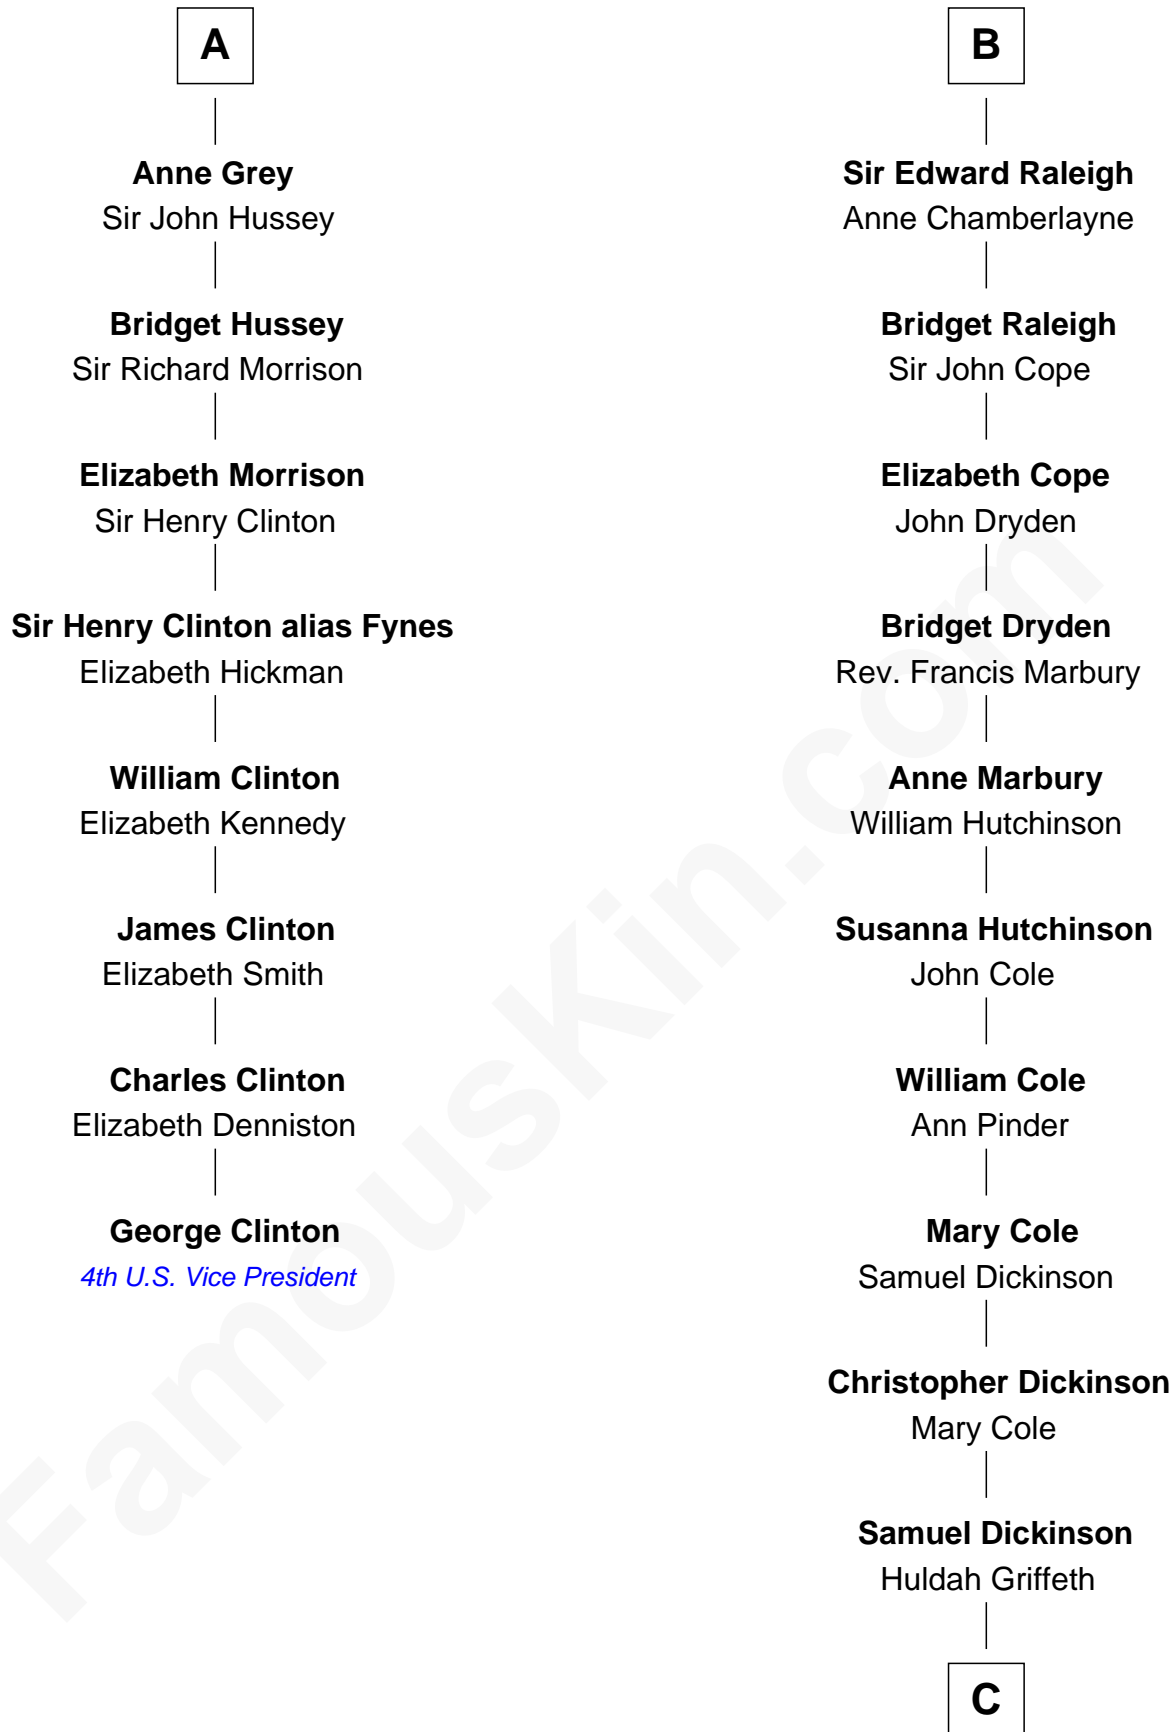 A
Anne Grey
Sir John Hussey
Bridget Hussey
Sir Richard Morrison
Elizabeth Morrison
Sir Henry Clinton
Sir Henry Clinton alias Fynes
Elizabeth Hickman
William Clinton
Elizabeth Kennedy
James Clinton
Elizabeth Smith
Charles Clinton
Elizabeth Denniston
George Clinton
4th U.S. Vice President
B
Sir Edward Raleigh
Anne Chamberlayne
Bridget Raleigh
Sir John Cope
Elizabeth Cope
John Dryden
Bridget Dryden
Rev. Francis Marbury
Anne Marbury
William Hutchinson
Susanna Hutchinson
John Cole
William Cole
Ann Pinder
Mary Cole
Samuel Dickinson
Christopher Dickinson
Mary Cole
Samuel Dickinson
Huldah Griffeth
C
FamousKin.com